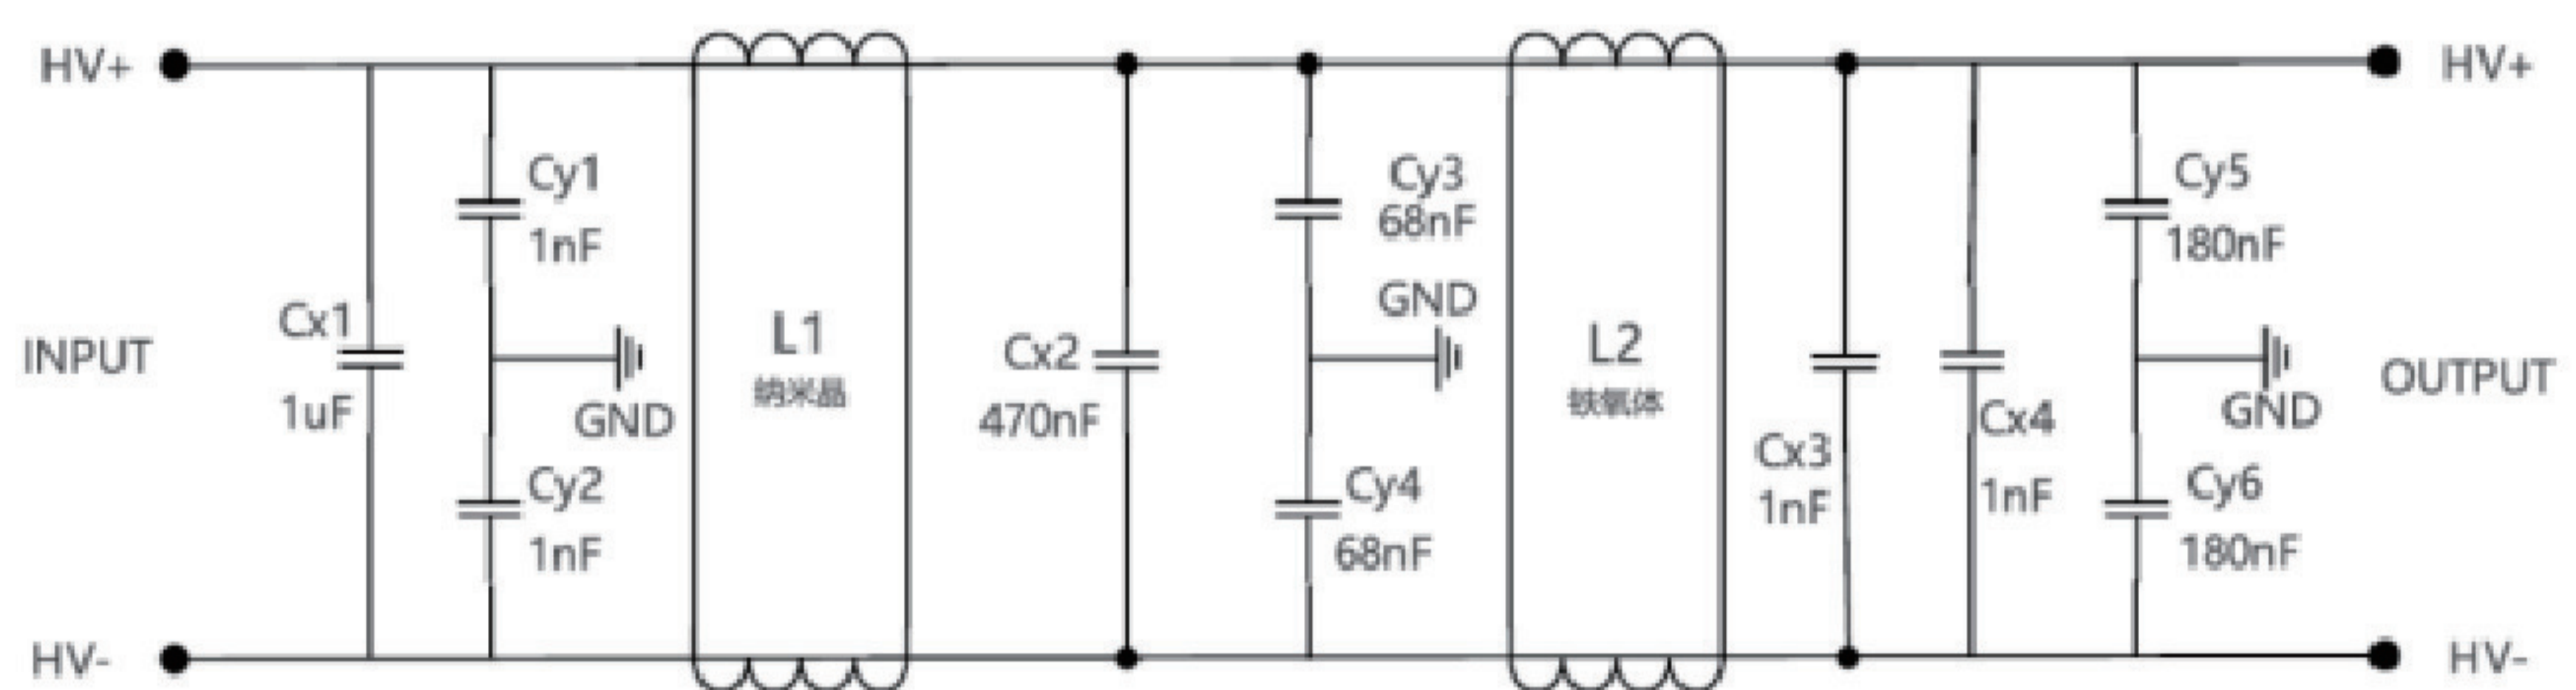 HV+
HV+
Cy1
1nF
Cy3
68nF
Cy5
180nF
Cx1
1uF
INPUT
GND
L1
纳米晶
Cx2
470nF
GND
L2
铁氧体
Cx3
1nF
Cx4
1nF
GND
OUTPUT
Cy2
1nF
Cy4
68nF
Cy6
180nF
HV-
HV-